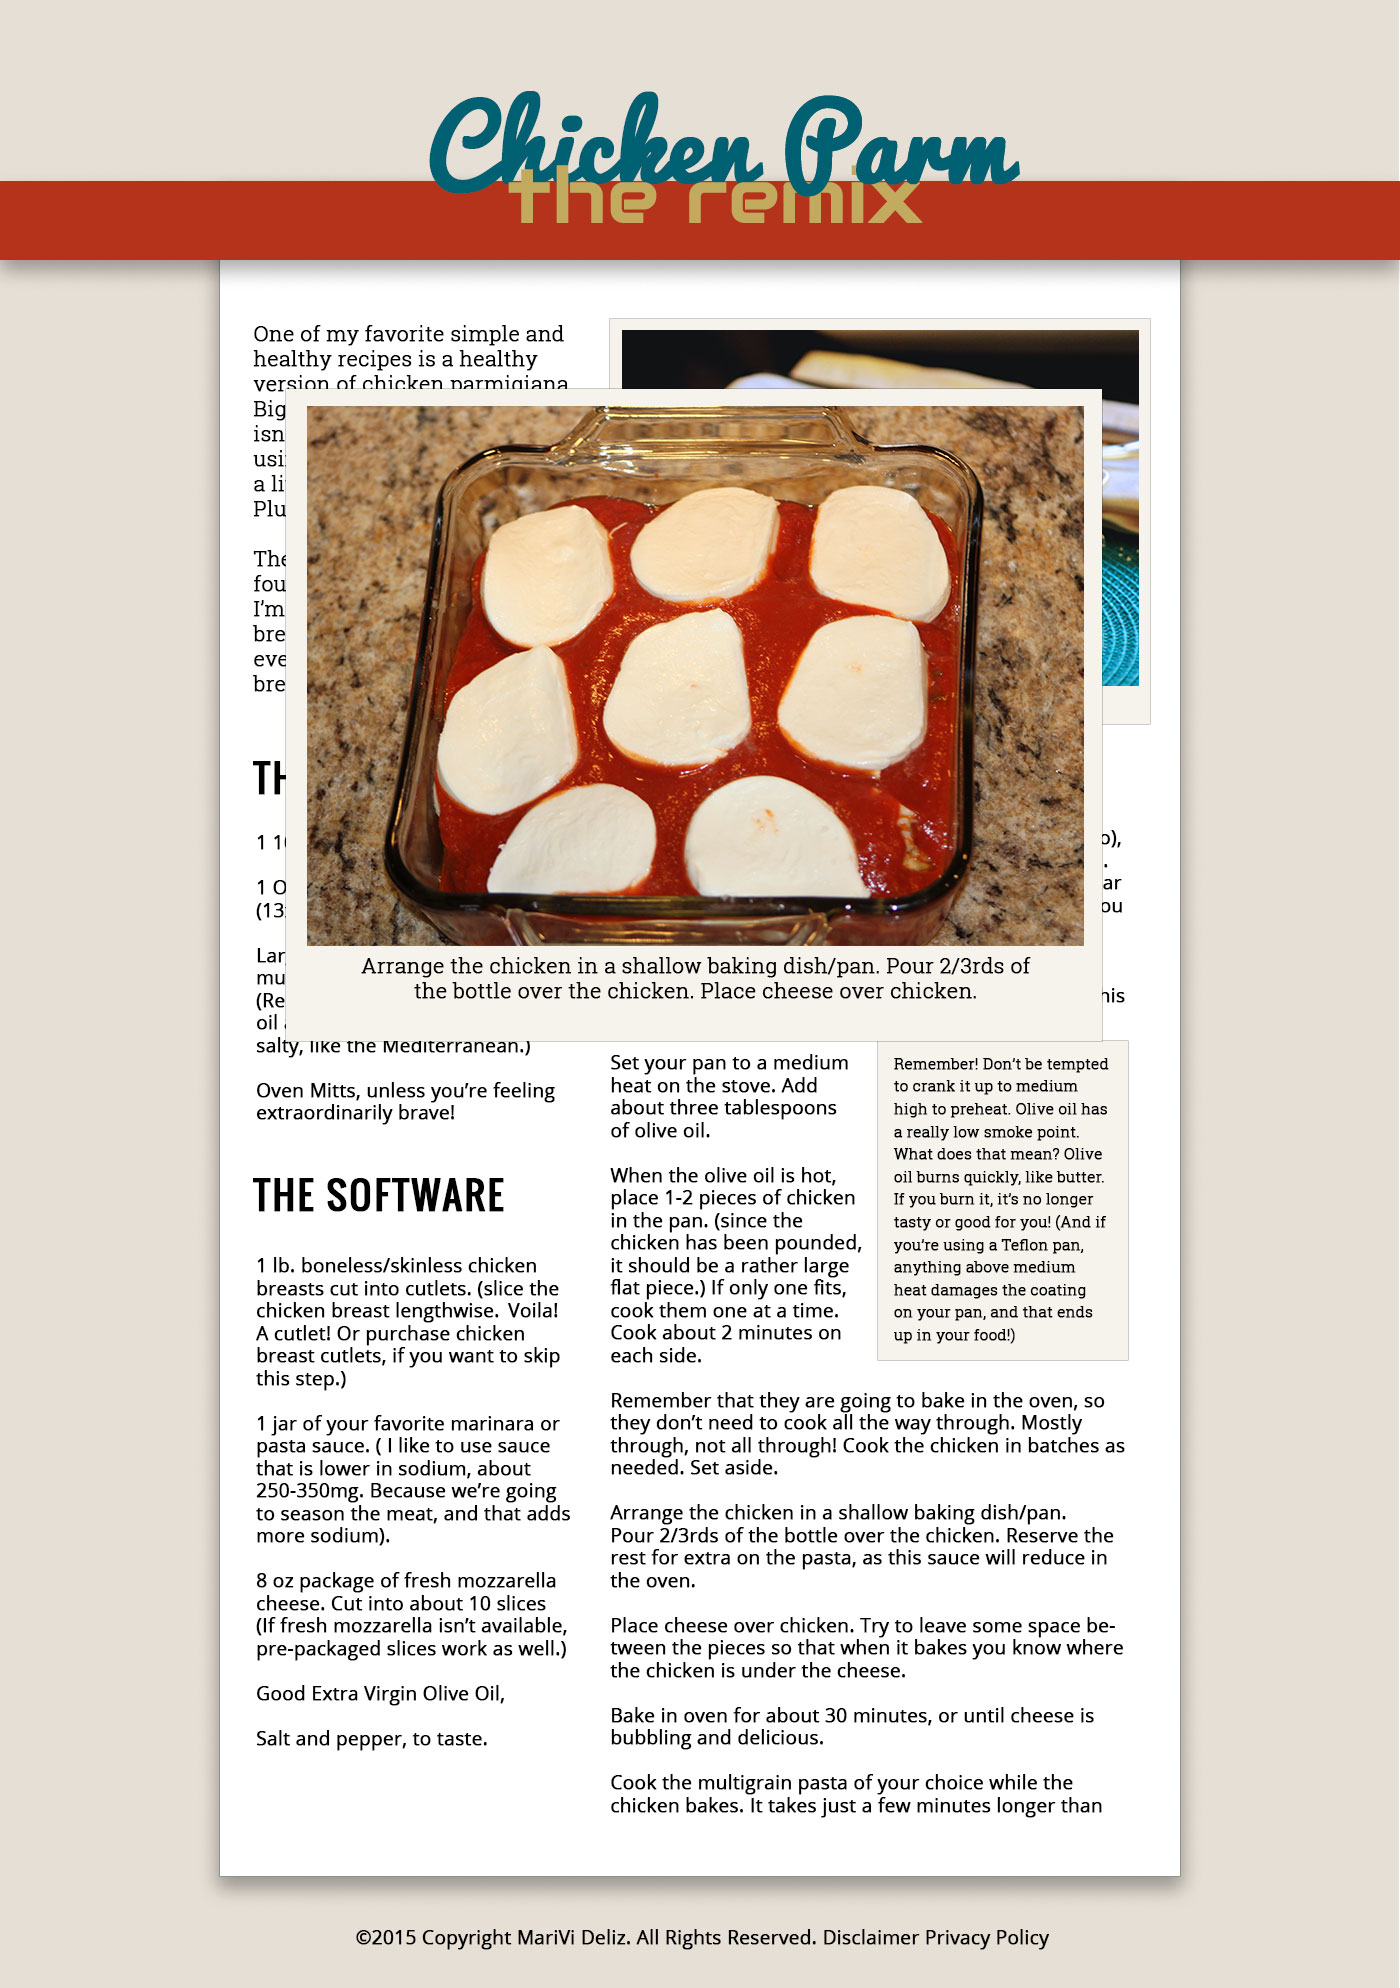 Chicken Parm
the remix
One of my favorite simple and
healthy recipes is a healthy
version of chicken parmigiana
Big
isn
a li
Plu
The
fou
I'm
bre
eve
bre
1 1
1 O
(13
Lar
mu
(Re
oil
salty, like the Mediterranean.)
Oven Mitts, unless you're feeling
extraordinarily brave!
THE SOFTWARE
1 lb. boneless/skinless chicken
breasts cut into cutlets. (slice the
chicken breast lengthwise. Voila!
A cutlet! Or purchase chicken
breast cutlets, if you want to skip
this step.)
1 jar of your favorite marinara or
pasta sauce. ( I like to use sauce
that is lower in sodium, about
250-350mg. Because we're going
to season the meat, and that adds
more sodium).
8 oz package of fresh mozzarella
cheese. Cut into about 10 slices
(If fresh mozzarella isn't available,
pre-packaged slices work as well.)
Good Extra Virgin Olive Oil,
Salt and pepper, to taste.
Arrange the chicken in a shallow baking dish/pan. Pour 2/3rds of
the bottle over the chicken. Place cheese over chicken.
o),
.
ar
ou
his
Set your pan to a medium
heat on the stove. Add
about three tablespoons
of olive oil.
When the olive oil is hot,
place 1-2 pieces of chicken
in the pan. (since the
chicken has been pounded,
it should be a rather large
flat piece.) If only one fits,
cook them one at a time.
Cook about 2 minutes on
each side.
Remember! Don't be tempted
to crank it up to medium
high to preheat. Olive oil has
a really low smoke point.
What does that mean? Olive
oil burns quickly, like butter.
If you burn it, it's no longer
tasty or good for you! (And if
you're using a Teflon pan,
anything above medium
heat damages the coating
on your pan, and that ends
up in your food!)
Remember that they are going to bake in the oven, so
they don't need to cook all the way through. Mostly
through, not all through! Cook the chicken in batches as
needed. Set aside.
Arrange the chicken in a shallow baking dish/pan.
Pour 2/3rds of the bottle over the chicken. Reserve the
rest for extra on the pasta, as this sauce will reduce in
the oven.
Place cheese over chicken. Try to leave some space be-
tween the pieces so that when it bakes you know where
the chicken is under the cheese.
Bake in oven for about 30 minutes, or until cheese is
bubbling and delicious.
Cook the multigrain pasta of your choice while the
chicken bakes. It takes just a few minutes longer than
©2015 Copyright MariVi Deliz. All Rights Reserved. Disclaimer Privacy Policy